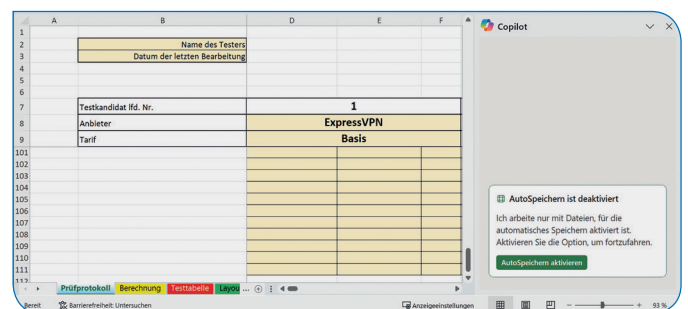 A B D E F
Copilot
1
2 Name des Testers
3 Datum der letzten Bearbeitung
4
5
6
7 Testkandidat lfd. Nr. 1
8 Anbieter ExpressVPN
9 Tarif Basis
101
102
103
104
105
106
107
108
109
110
111
112
AutoSpeichern ist deaktiviert
Ich arbeite nur mit Dateien, für die
automatisches Speichern aktiviert ist.
Aktivieren Sie die Option, um fortzufahren.
AutoSpeichern aktivieren
Prüfprotokoll Berechnung Testtabelle Layou ...
Bereit Barrierefreiheit: Untersuchen Anzeigeeinstellungen 93 %